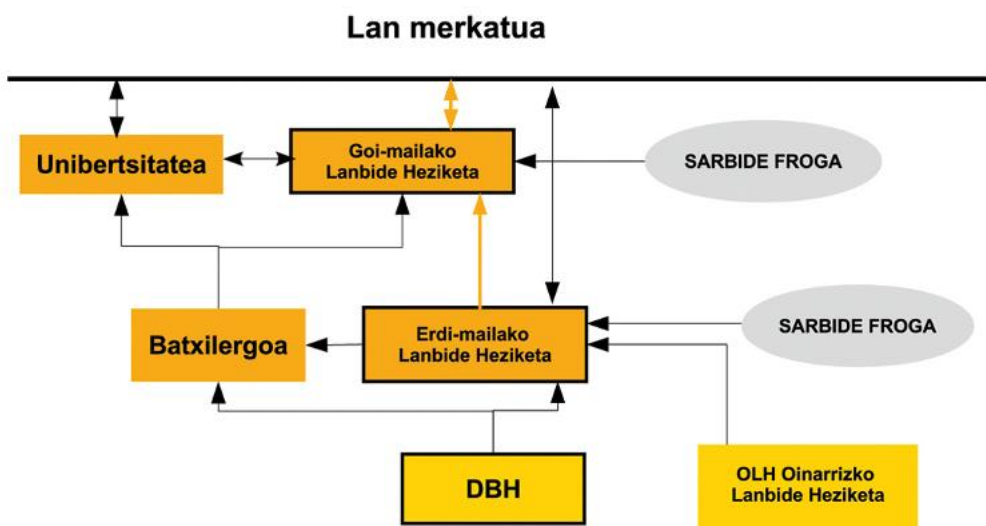 Lan merkatua
Unibertsitatea
Goi-mailako
Lanbide Heziketa
SARBIDE FROGA
Batxilergoa
Erdi-mailako
Lanbide Heziketa
SARBIDE FROGA
DBH
OLH Oinarrizko
Lanbide Heziketa